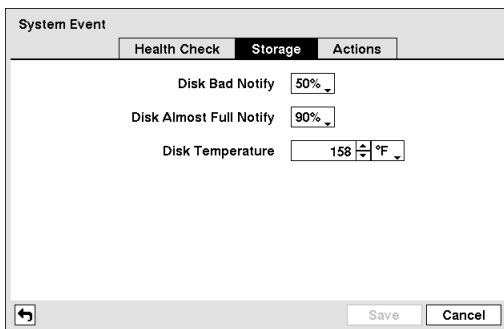 System Event
Health Check Storage Actions
Disk Bad Notify 50%
Disk Almost Full Notify 90%
Disk Temperature 158 °F
Save Cancel